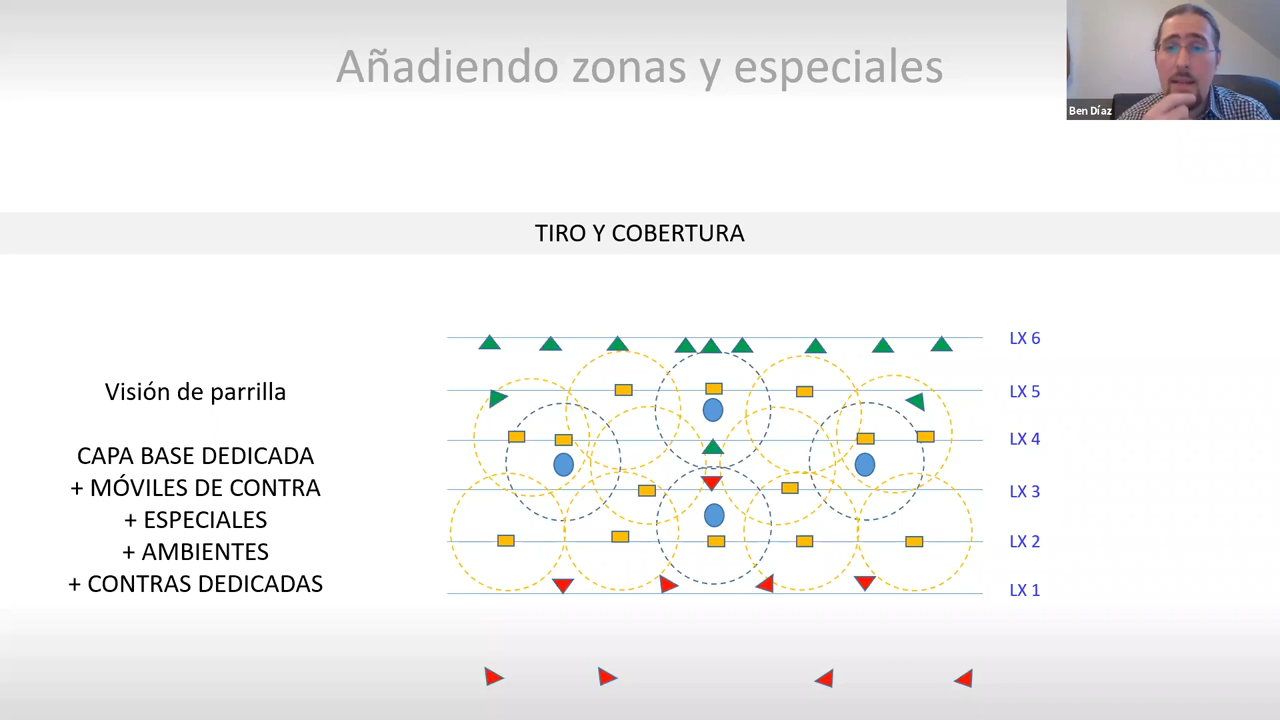 Añadiendo zonas y especiales
Ben Díaz
TIRO Y COBERTURA
Visión de parrilla
CAPA BASE DEDICADA
+ MÓVILES DE CONTRA
+ ESPECIALES
+ AMBIENTES
+ CONTRAS DEDICADAS
LX 6
LX 5
LX 4
LX 3
LX 2
LX 1